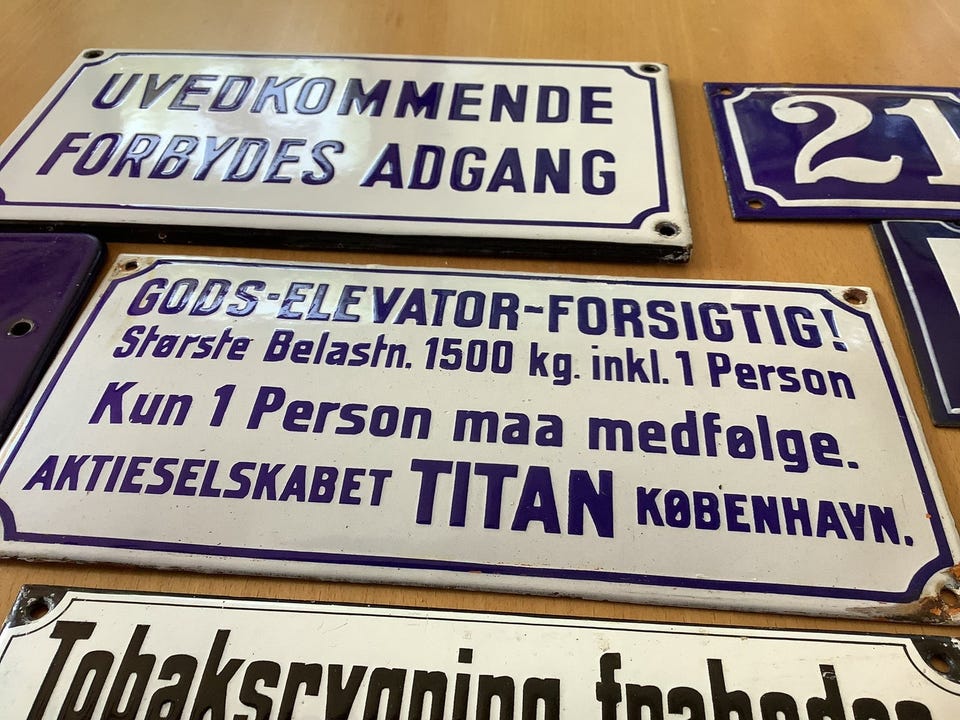 UVEDKOMMENDE
FORBYDES ADGANG
21
GODS-ELEVATOR-FORSIGTIG!
Største Belastn. 1500 kg. inkl. 1 Person
Kun 1 Person maa medfølge.
AKTIESELSKABET TITAN KØBENHAVN.
Tobaksrygning frabedes